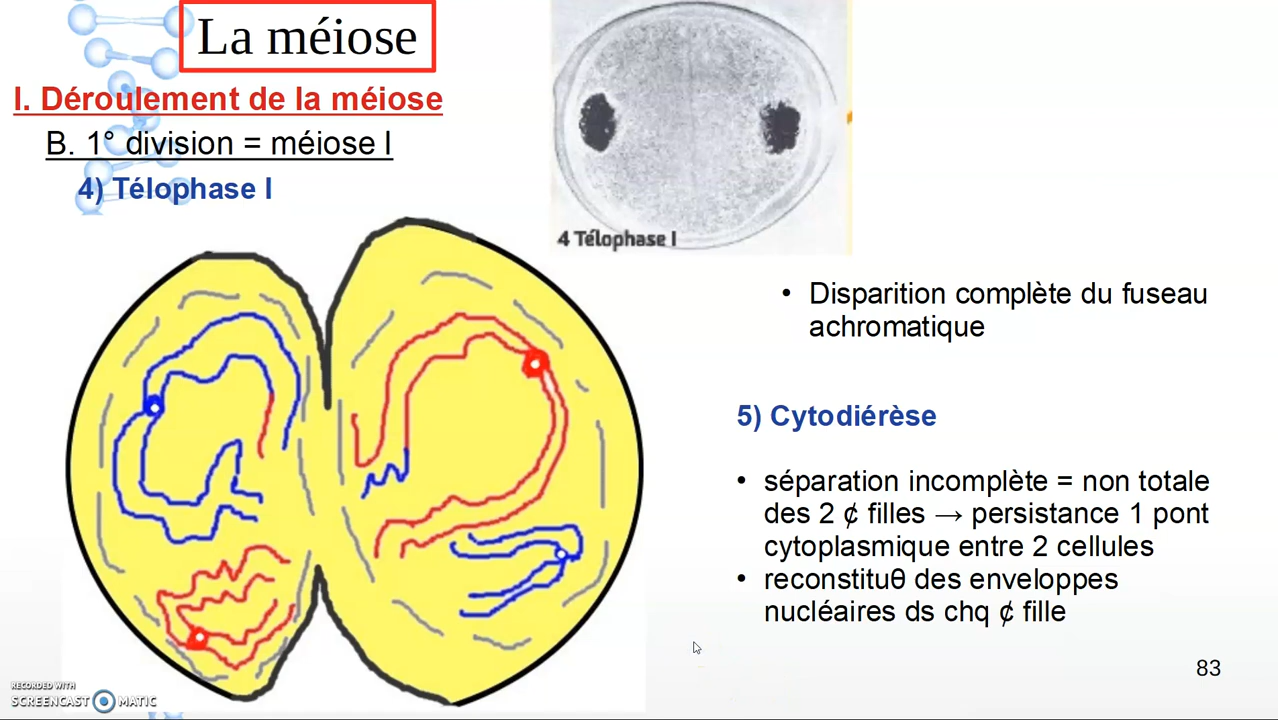 La méiose
I. Déroulement de la méiose
B. 1° division = méiose I
4) Télophase I
4 Télophase I
• Disparition complète du fuseau
achromatique
5) Cytodiérèse
• séparation incomplète = non totale
des 2 ¢ filles → persistance 1 pont
cytoplasmique entre 2 cellules
• reconstituθ des enveloppes
nucléaires ds chq ¢ fille
83
RECORDED WITH
SCREENCAST MATIC